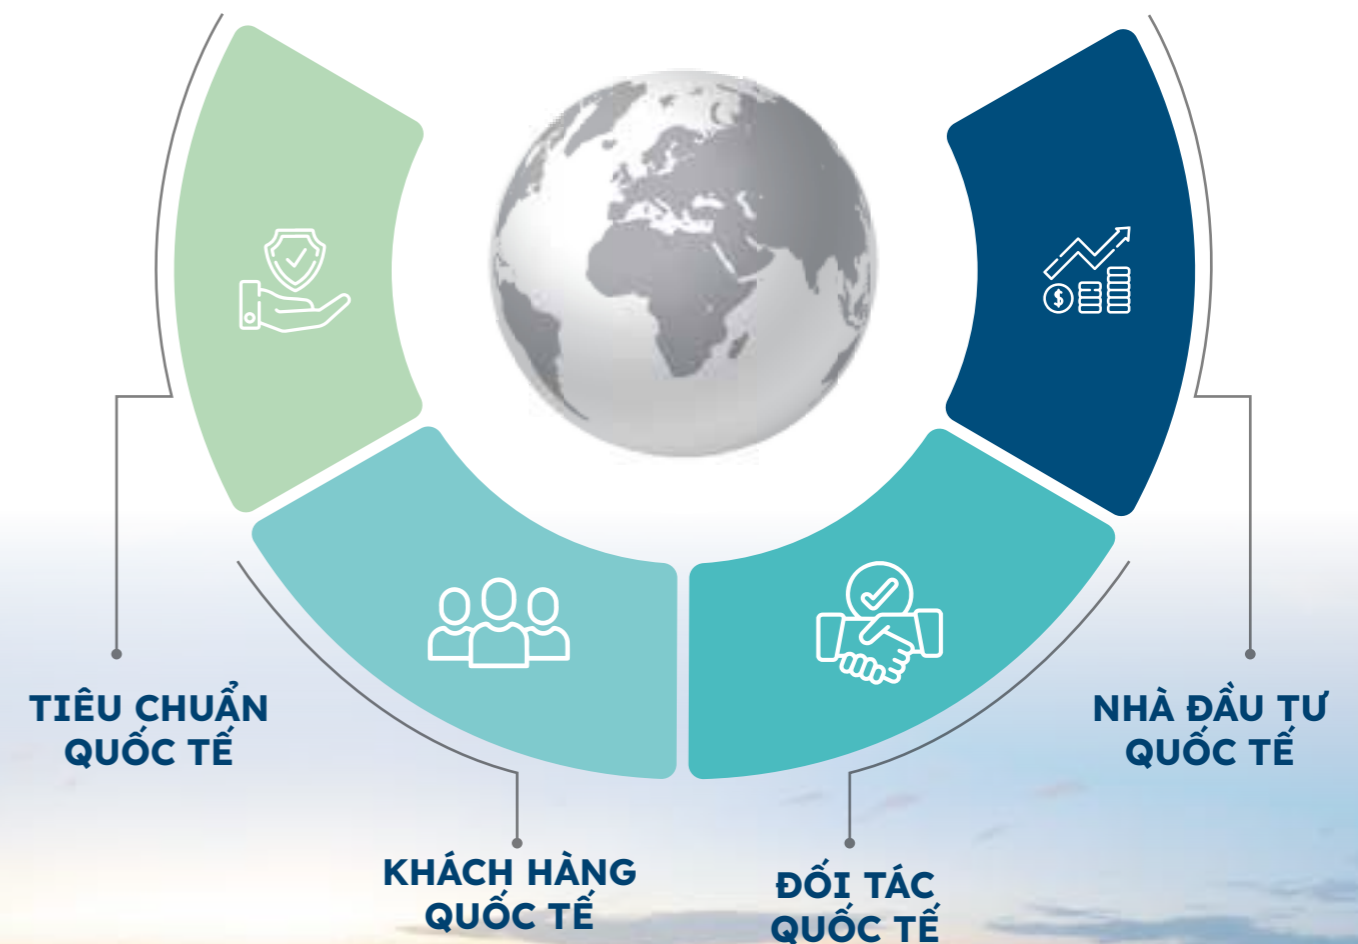 TIÊU CHUẨN
QUỐC TẾ
KHÁCH HÀNG
QUỐC TẾ
ĐỐI TÁC
QUỐC TẾ
NHÀ ĐẦU TƯ
QUỐC TẾ